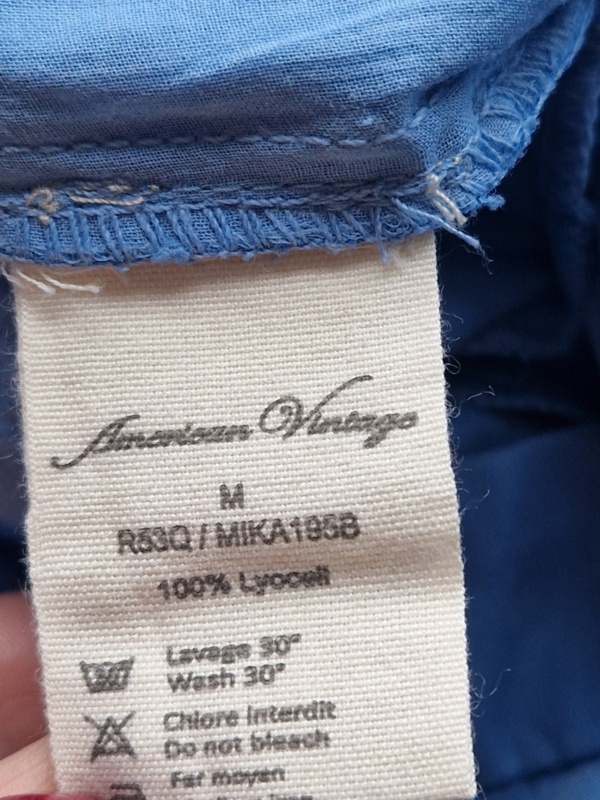 American Vintage
M
R53Q / MIKA195B
100% Lyocell
Lavage 30°
Wash 30°
Chlore interdit
Do not bleach
Fer moyen